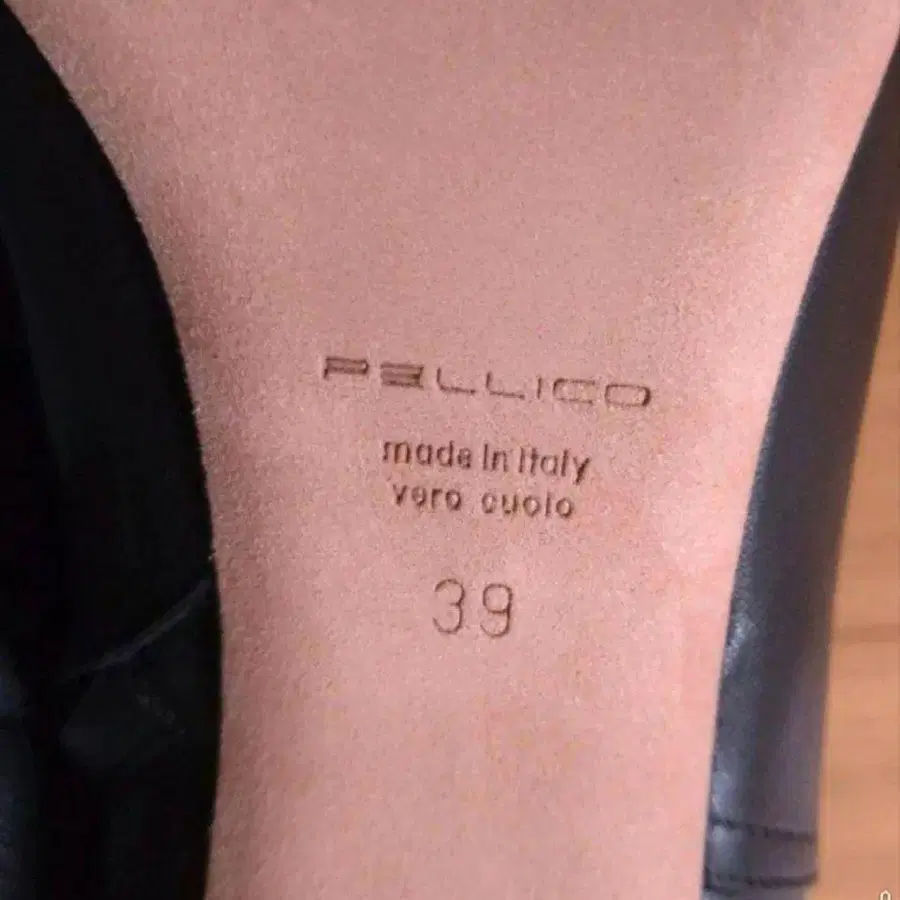 PELLICO
made in Italy
vero cuoio
39